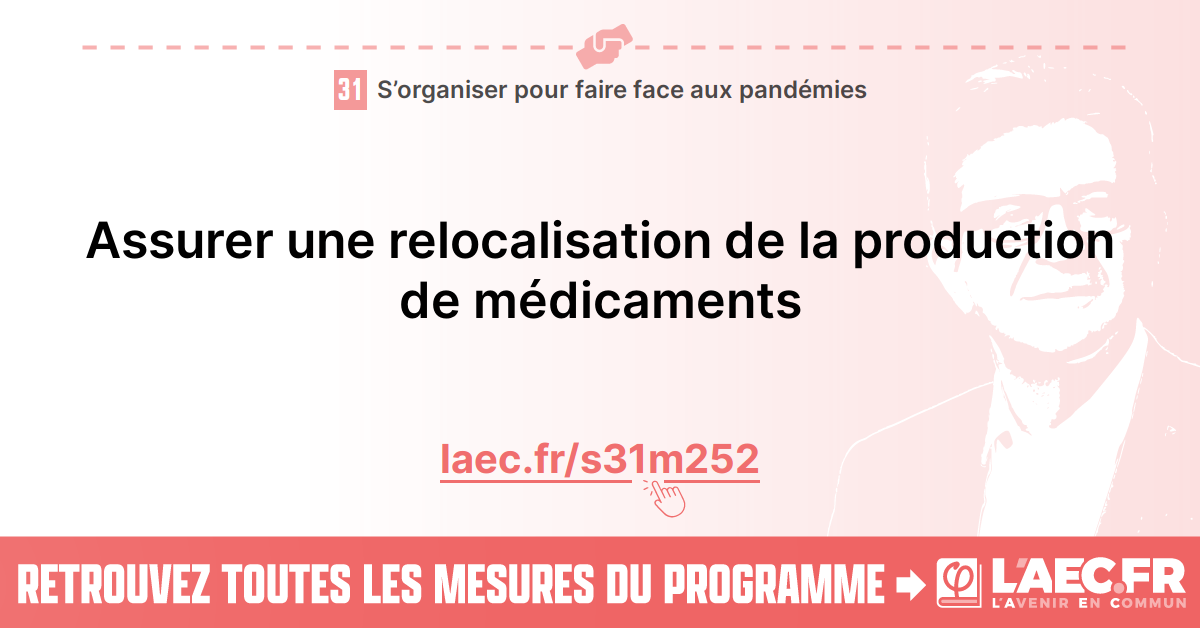 31 S’organiser pour faire face aux pandémies
Assurer une relocalisation de la production
de médicaments
laec.fr/s31m252
RETROUVEZ TOUTES LES MESURES DU PROGRAMME
φ L'AEC.FR
L'AVENIR EN COMMUN